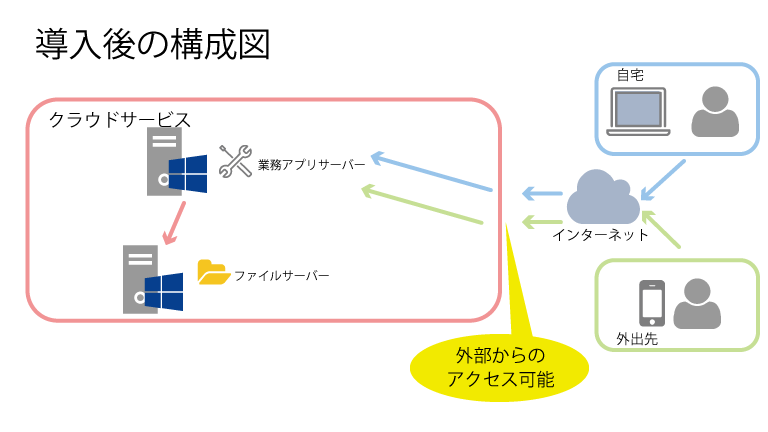 導入後の構成図
自宅
クラウドサービス
業務アプリサーバー
インターネット
ファイルサーバー
外出先
外部からの
アクセス可能